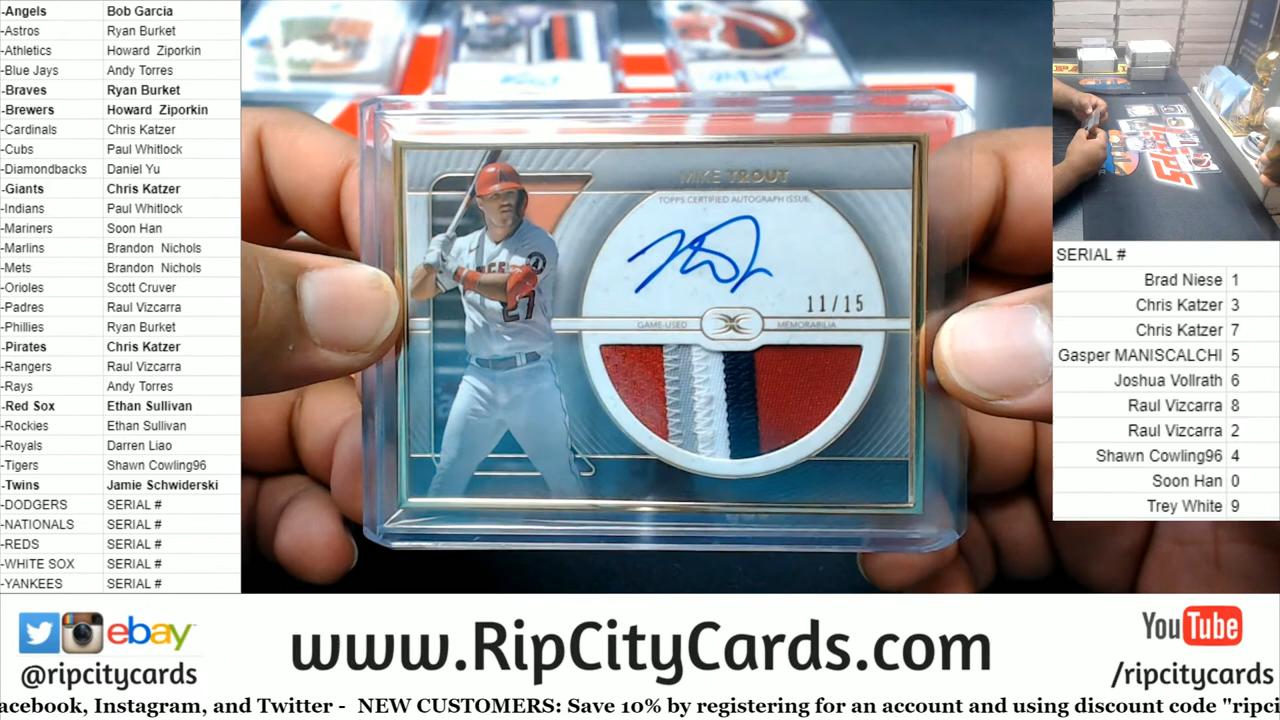 -Angels Bob Garcia
-Astros Ryan Burket
-Athletics Howard Ziporkin
-Blue Jays Andy Torres
-Braves Ryan Burket
-Brewers Howard Ziporkin
-Cardinals Chris Katzer
-Cubs Paul Whitlock
-Diamondbacks Daniel Yu
-Giants Chris Katzer
-Indians Paul Whitlock
-Mariners Soon Han
-Marlins Brandon Nichols
-Mets Brandon Nichols
-Orioles Scott Cruver
-Padres Raul Vizcarra
-Phillies Ryan Burket
-Pirates Chris Katzer
-Rangers Raul Vizcarra
-Rays Andy Torres
-Red Sox Ethan Sullivan
-Rockies Ethan Sullivan
-Royals Darren Liao
-Tigers Shawn Cowling96
-Twins Jamie Schwiderski
-DODGERS SERIAL #
-NATIONALS SERIAL #
-REDS SERIAL #
-WHITE SOX SERIAL #
-YANKEES SERIAL #
MIKE TROUT
TOPPS CERTIFIED AUTOGRAPH ISSUE
11/15
GAME-USED MEMORABILIA
27
TOPPS
SERIAL #
Brad Niese 1
Chris Katzer 3
Chris Katzer 7
Gasper MANISCALCHI 5
Joshua Vollrath 6
Raul Vizcarra 8
Raul Vizcarra 2
Shawn Cowling96 4
Soon Han 0
Trey White 9
ebay
@ripcitycards
www.RipCityCards.com
YouTube
/ripcitycards
acebook, Instagram, and Twitter - NEW CUSTOMERS: Save 10% by registering for an account and using discount code "ripci